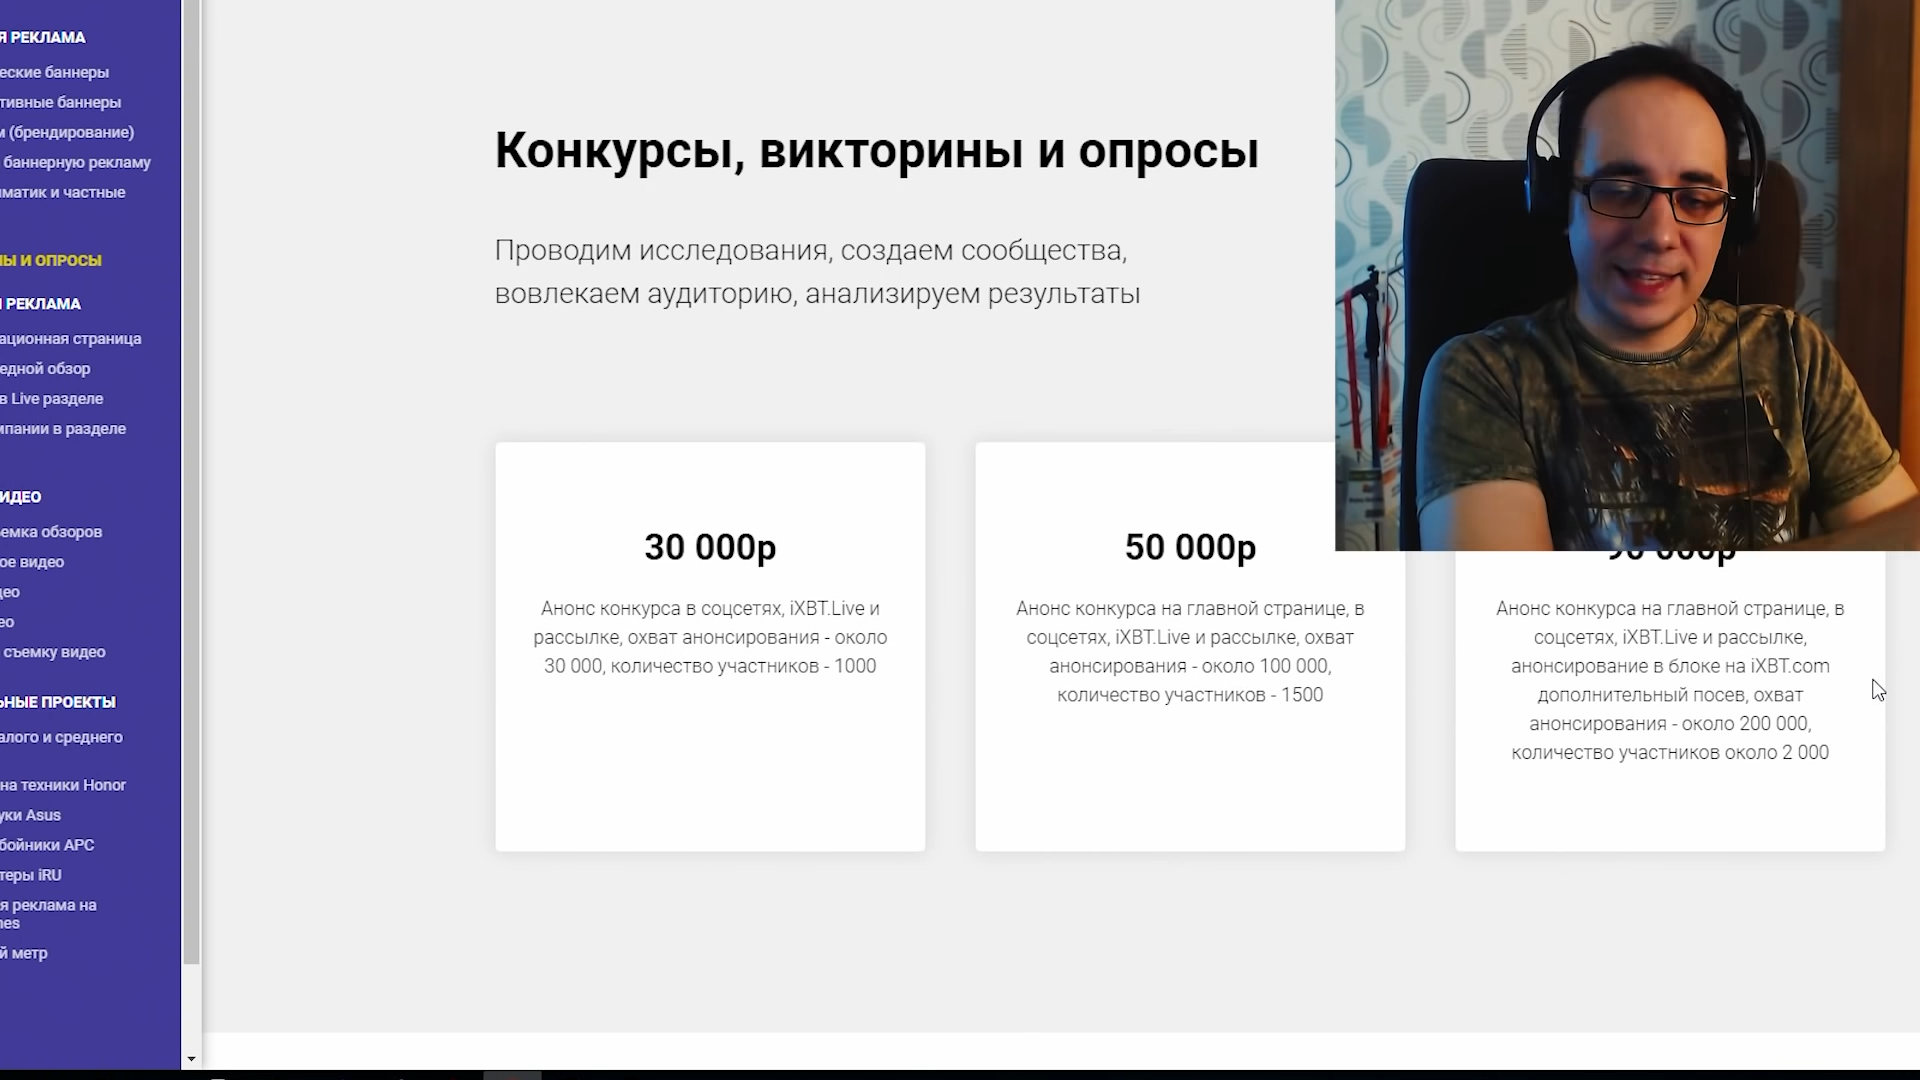 Я РЕКЛАМА
еские баннеры
тивные баннеры
м (брендирование)
баннерную рекламу
матик и частные
Ы И ОПРОСЫ
РЕКЛАМА
ационная страница
едной обзор
в Live разделе
мпании в разделе
ИДЕО
емка обзоров
ое видео
део
ео
съемку видео
ЬНЫЕ ПРОЕКТЫ
алого и среднего
на техники Honor
уки Asus
бойники APC
теры iRU
я реклама на
mes
й метр
Конкурсы, викторины и опросы
Проводим исследования, создаем сообщества,
вовлекаем аудиторию, анализируем результаты
30 000р
Анонс конкурса в соцсетях, iXBT.Live и
рассылке, охват анонсирования - около
30 000, количество участников - 1000
50 000р
Анонс конкурса на главной странице, в
соцсетях, iXBT.Live и рассылке, охват
анонсирования - около 100 000,
количество участников - 1500
90 000р
Анонс конкурса на главной странице, в
соцсетях, iXBT.Live и рассылке,
анонсирование в блоке на iXBT.com
дополнительный посев, охват
анонсирования - около 200 000,
количество участников около 2 000